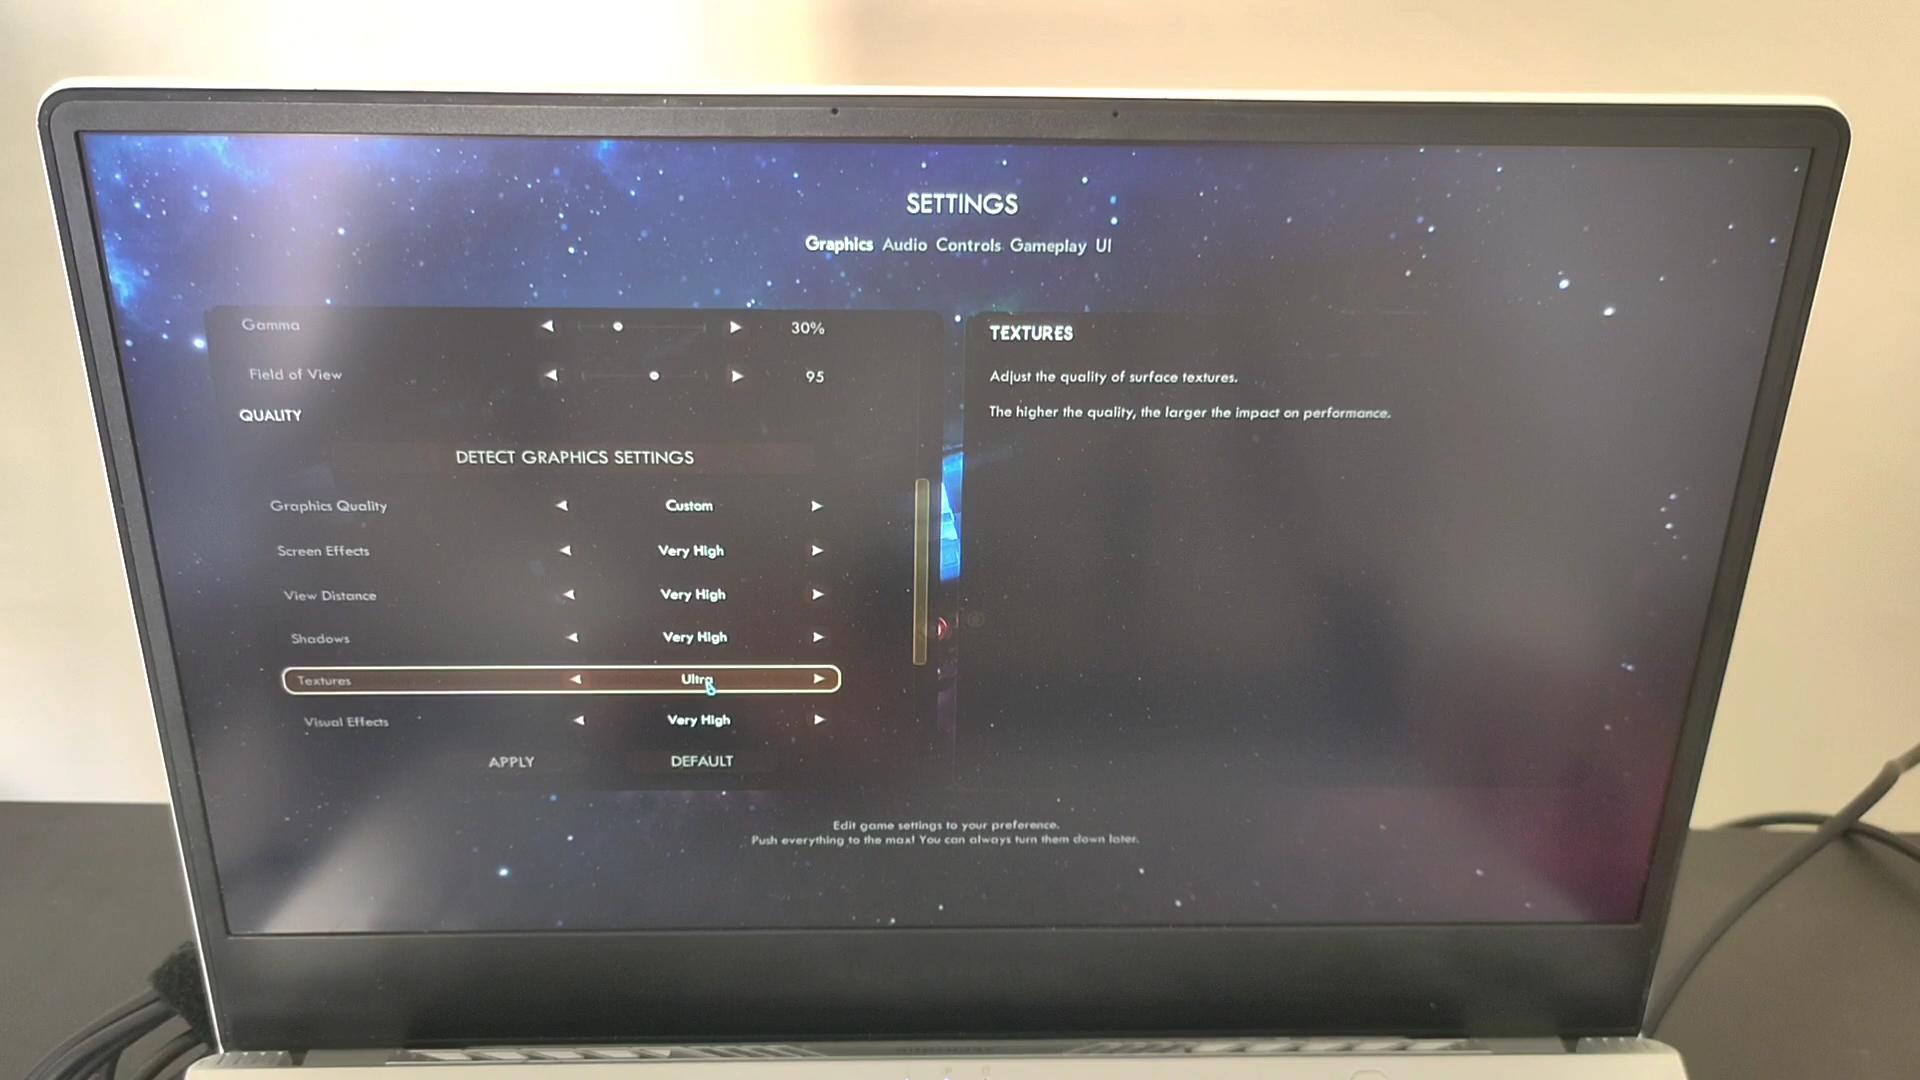 SETTINGS
Graphics Audio Controls Gameplay UI
Gamma 30%
Field of View 95
QUALITY
DETECT GRAPHICS SETTINGS
Graphics Quality Custom
Screen Effects Very High
View Distance Very High
Shadows Very High
Textures Ultra
Visual Effects Very High
APPLY DEFAULT
TEXTURES
Adjust the quality of surface textures.
The higher the quality, the larger the impact on performance.
Edit game settings to your preference.
Push everything to the max! You can always turn them down later.